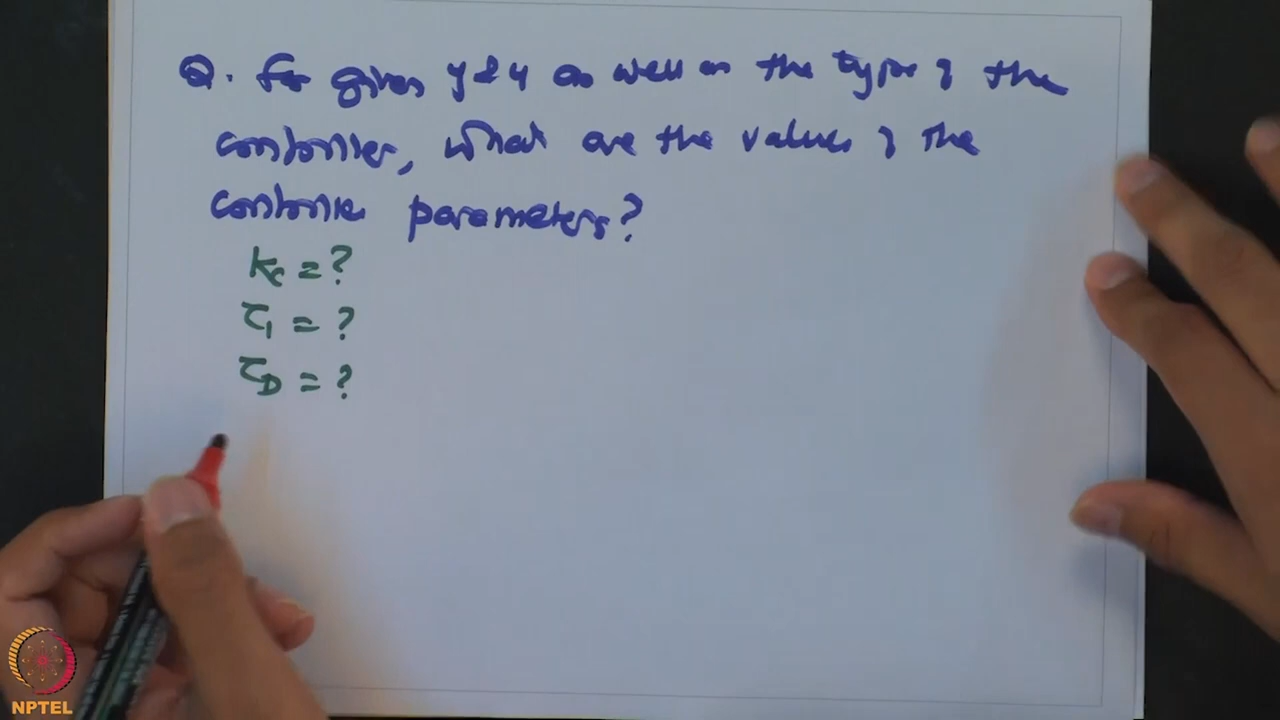 Q. For given y & u as well as the type of the
controller, what are the values of the
controller parameters?
Kc = ?
τI = ?
τD = ?
NPTEL